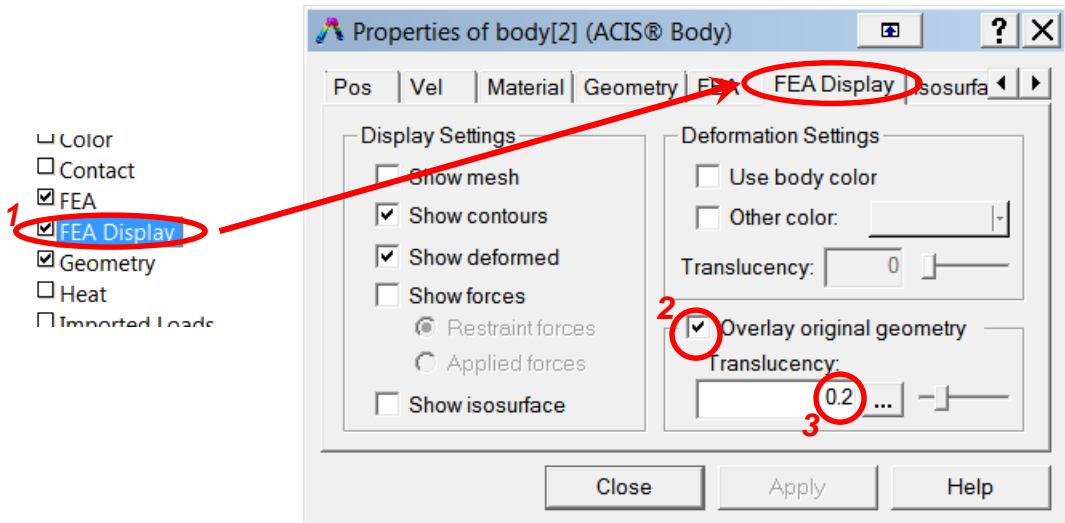 Properties of body[2] (ACIS® Body)
?
Pos Vel Material Geometry FEA FEA Display Isosurfa
Color
Contact
1
FEA
FEA Display
Geometry
Heat
Imported Loads
Display Settings
Show mesh
Show contours
Show deformed
Show forces
Restraint forces
Applied forces
Show isosurface
Deformation Settings
Use body color
Other color:
Translucency: 0
2
Overlay original geometry
Translucency:
0.2 ...
3
Close Apply Help